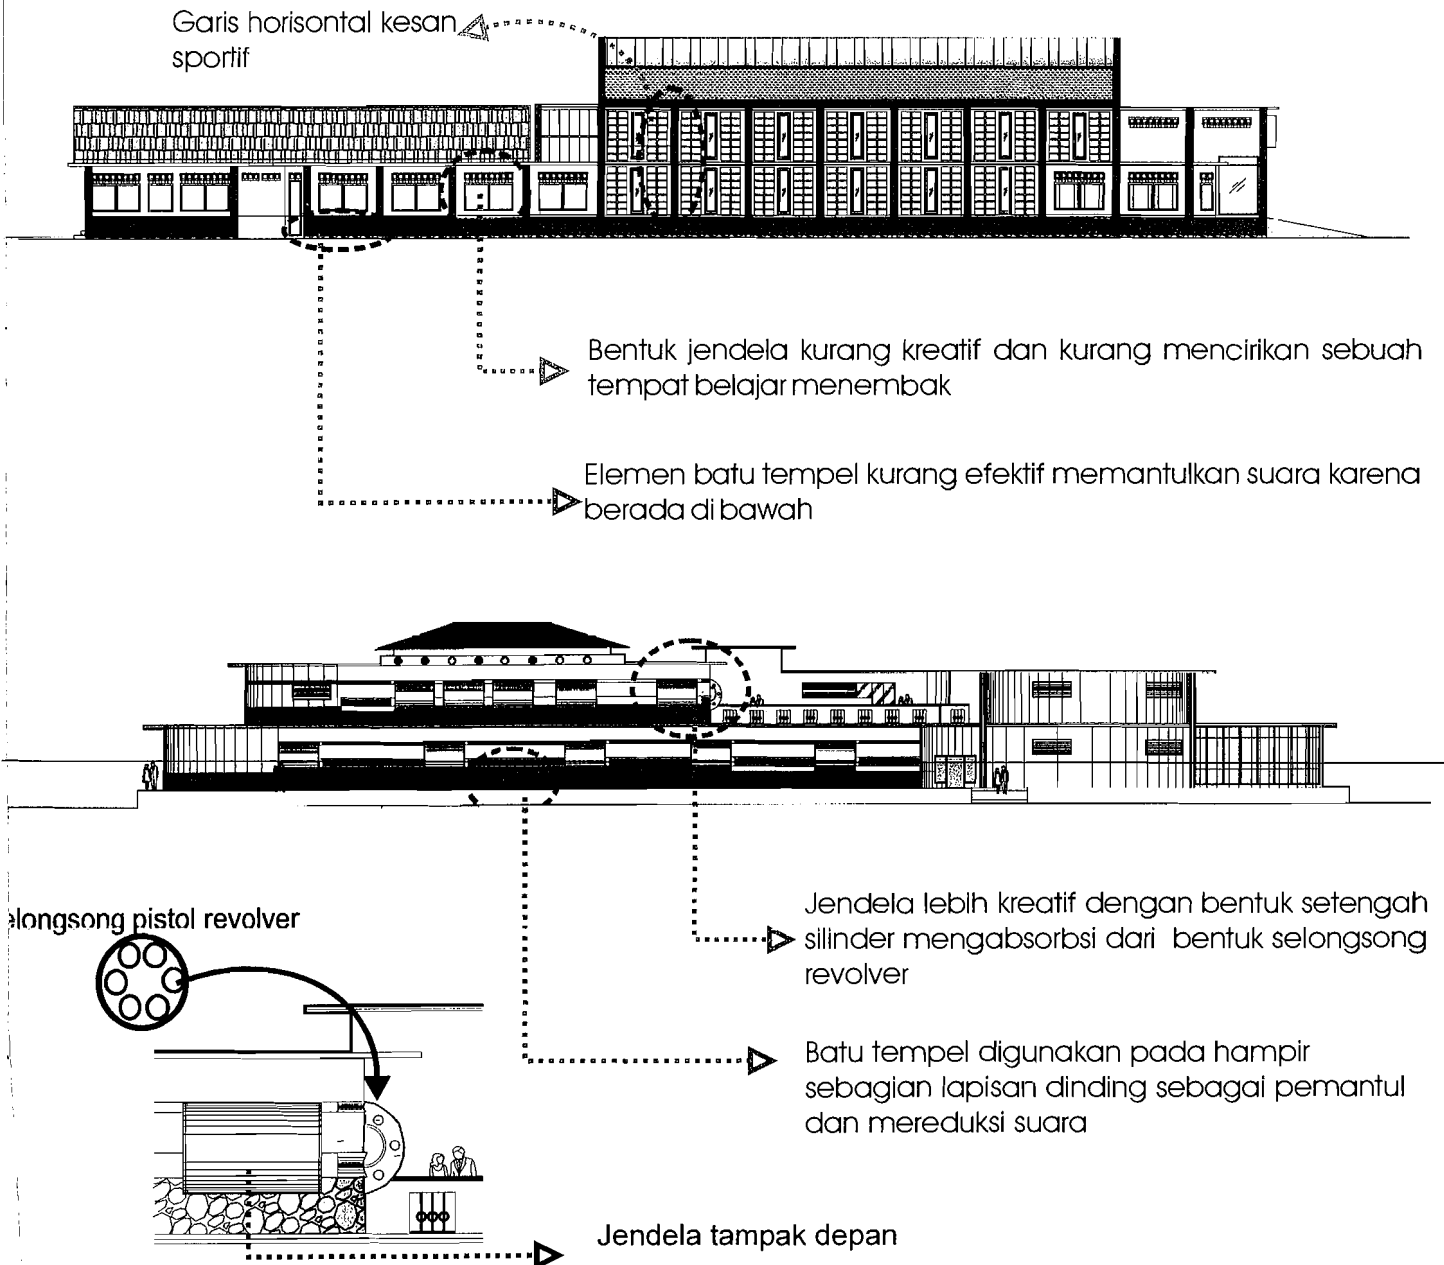 Garis horisontal kesan
sportif
Bentuk jendela kurang kreatif dan kurang mencirikan sebuah
tempat belajar menembak
Elemen batu tempel kurang efektif memantulkan suara karena
berada di bawah
elongsong pistol revolver
Jendela lebih kreatif dengan bentuk setengah
silinder mengabsorbsi dari bentuk selongsong
revolver
Batu tempel digunakan pada hampir
sebagian lapisan dinding sebagai pemantul
dan mereduksi suara
Jendela tampak depan